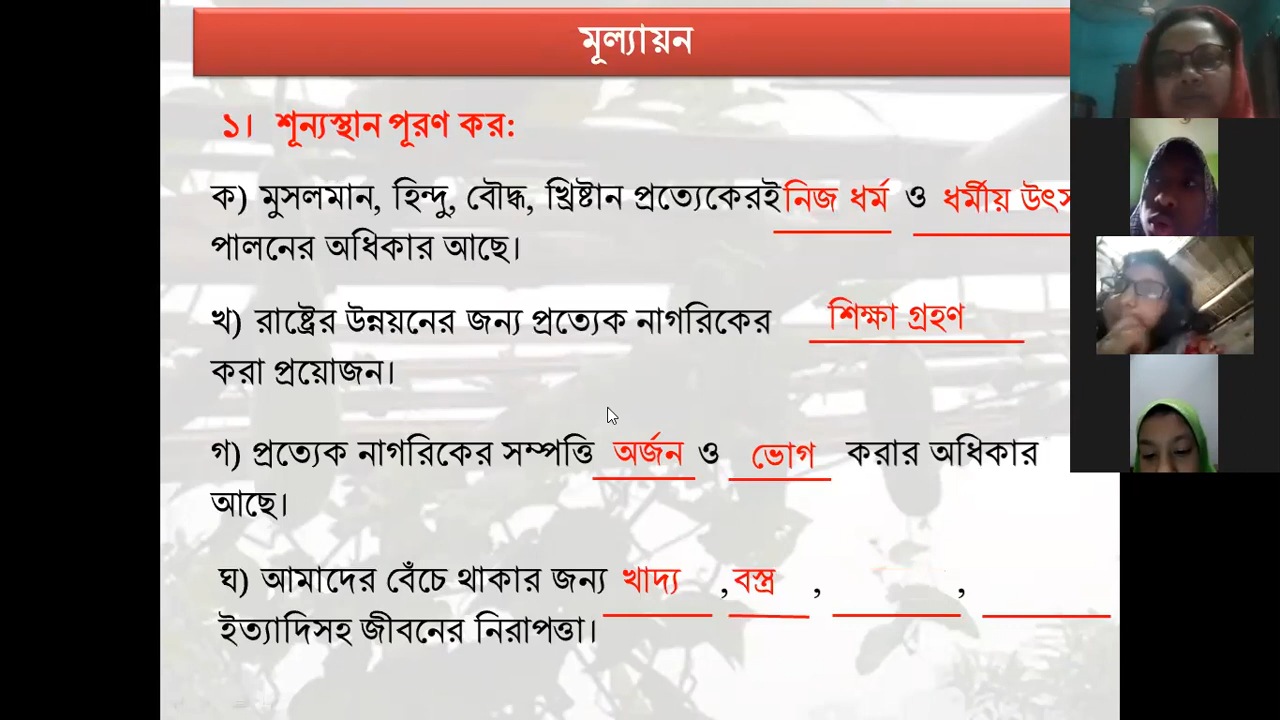 মূল্যায়ন
১। শূন্যস্থান পূরণ কর:
ক) মুসলমান, হিন্দু, বৌদ্ধ, খ্রিষ্টান প্রত্যেকেরই নিজ ধর্ম ও ধর্মীয়
পালনের অধিকার আছে।
খ) রাষ্ট্রের উন্নয়নের জন্য প্রত্যেক নাগরিকের শিক্ষা গ্রহণ
করা প্রয়োজন।
গ) প্রত্যেক নাগরিকের সম্পত্তি অর্জন ও ভোগ করার অধিকার
আছে।
ঘ) আমাদের বেঁচে থাকার জন্য খাদ্য , বস্ত্র , ,
ইত্যাদিসহ জীবনের নিরাপত্তা।